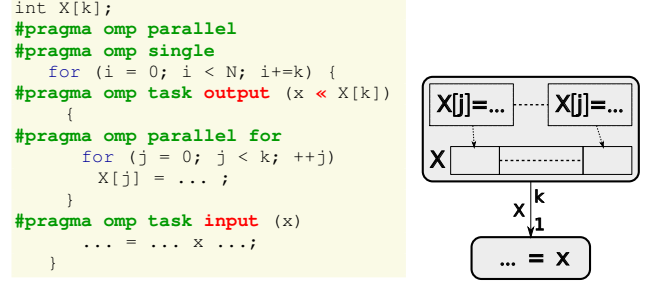 int X[k];
#pragma omp parallel
#pragma omp single
for (i = 0; i < N; i+=k) {
#pragma omp task output (x « X[k])
{
#pragma omp parallel for
for (j = 0; j < k; ++j)
X[j] = ... ;
}
#pragma omp task input (x)
... = ... x ...;
}
X[j]=... X[j]=...
X
k
x
1
... = x